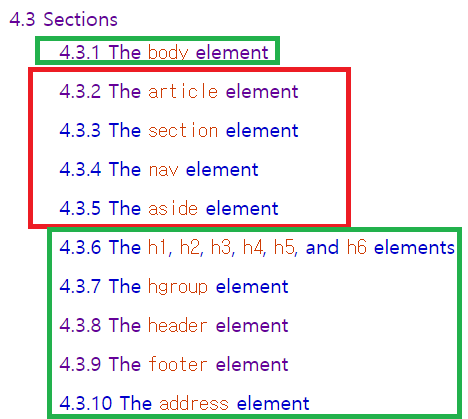 4.3 Sections
4.3.1 The body element
4.3.2 The article element
4.3.3 The section element
4.3.4 The nav element
4.3.5 The aside element
4.3.6 The h1, h2, h3, h4, h5, and h6 elements
4.3.7 The hgroup element
4.3.8 The header element
4.3.9 The footer element
4.3.10 The address element